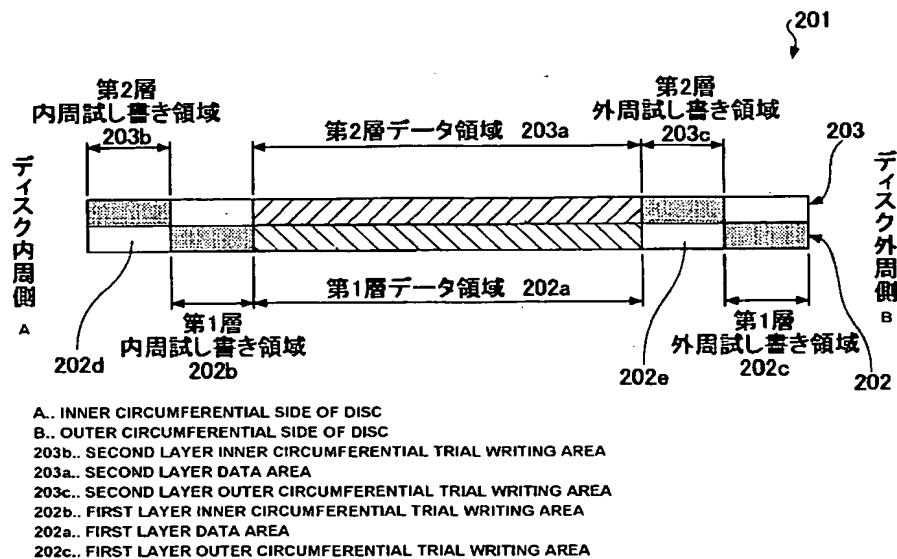 201
第2層
内周試し書き領域
203b
第2層データ領域 203a
第2層
外周試し書き領域
203c
203
ディスク内周側
A
ディスク外周側
B
第1層データ領域 202a
202d
第1層
内周試し書き領域
202b
202e
第1層
外周試し書き領域
202c
202
A.. INNER CIRCUMFERENTIAL SIDE OF DISC
B.. OUTER CIRCUMFERENTIAL SIDE OF DISC
203b.. SECOND LAYER INNER CIRCUMFERENTIAL TRIAL WRITING AREA
203a.. SECOND LAYER DATA AREA
203c.. SECOND LAYER OUTER CIRCUMFERENTIAL TRIAL WRITING AREA
202b.. FIRST LAYER INNER CIRCUMFERENTIAL TRIAL WRITING AREA
202a.. FIRST LAYER DATA AREA
202c.. FIRST LAYER OUTER CIRCUMFERENTIAL TRIAL WRITING AREA